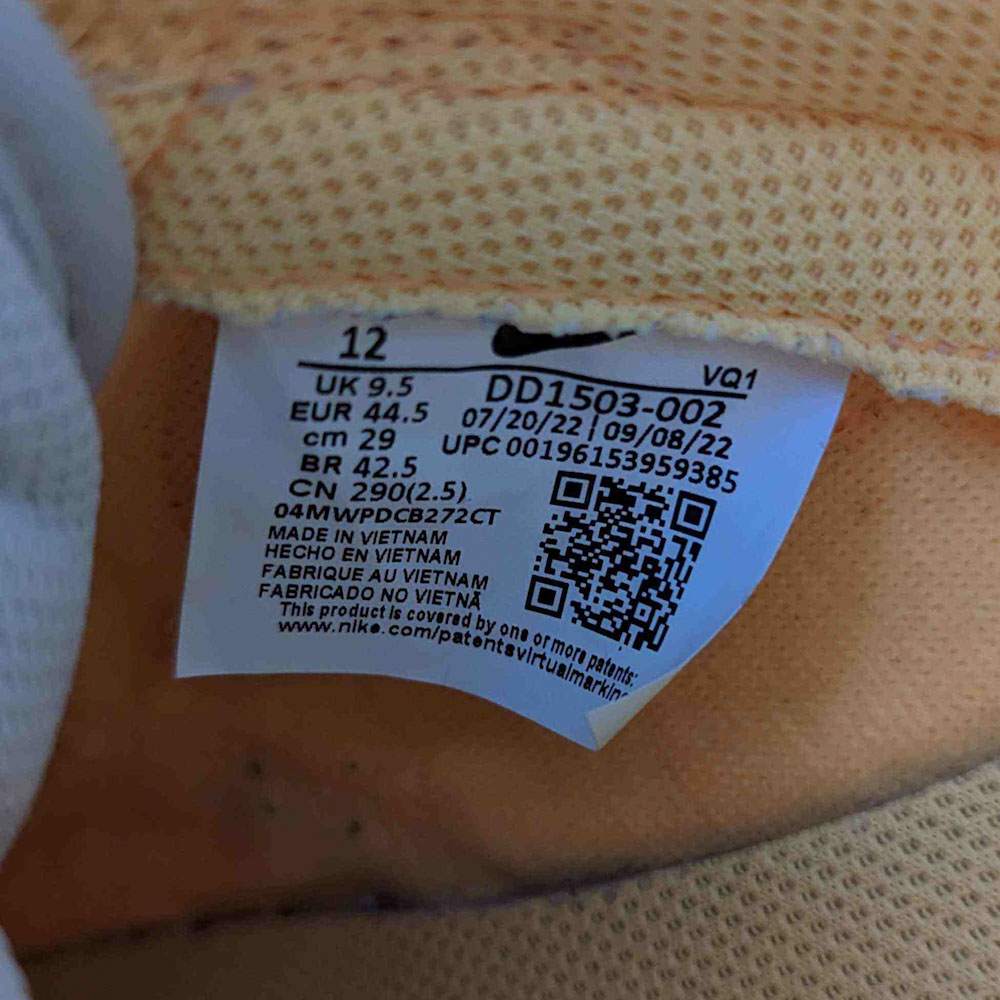 12
VQ1
UK 9.5
DD1503-002
EUR 44.5
07/20/22 | 09/08/22
cm 29
UPC 00196153959385
BR 42.5
CN 290(2.5)
04MWPDCB272CT
MADE IN VIETNAM
HECHO EN VIETNAM
FABRIQUE AU VIETNAM
FABRICADO NO VIETNÃ
This product is covered by one or more patents:
www.nike.com/patentsvirtualmarkin